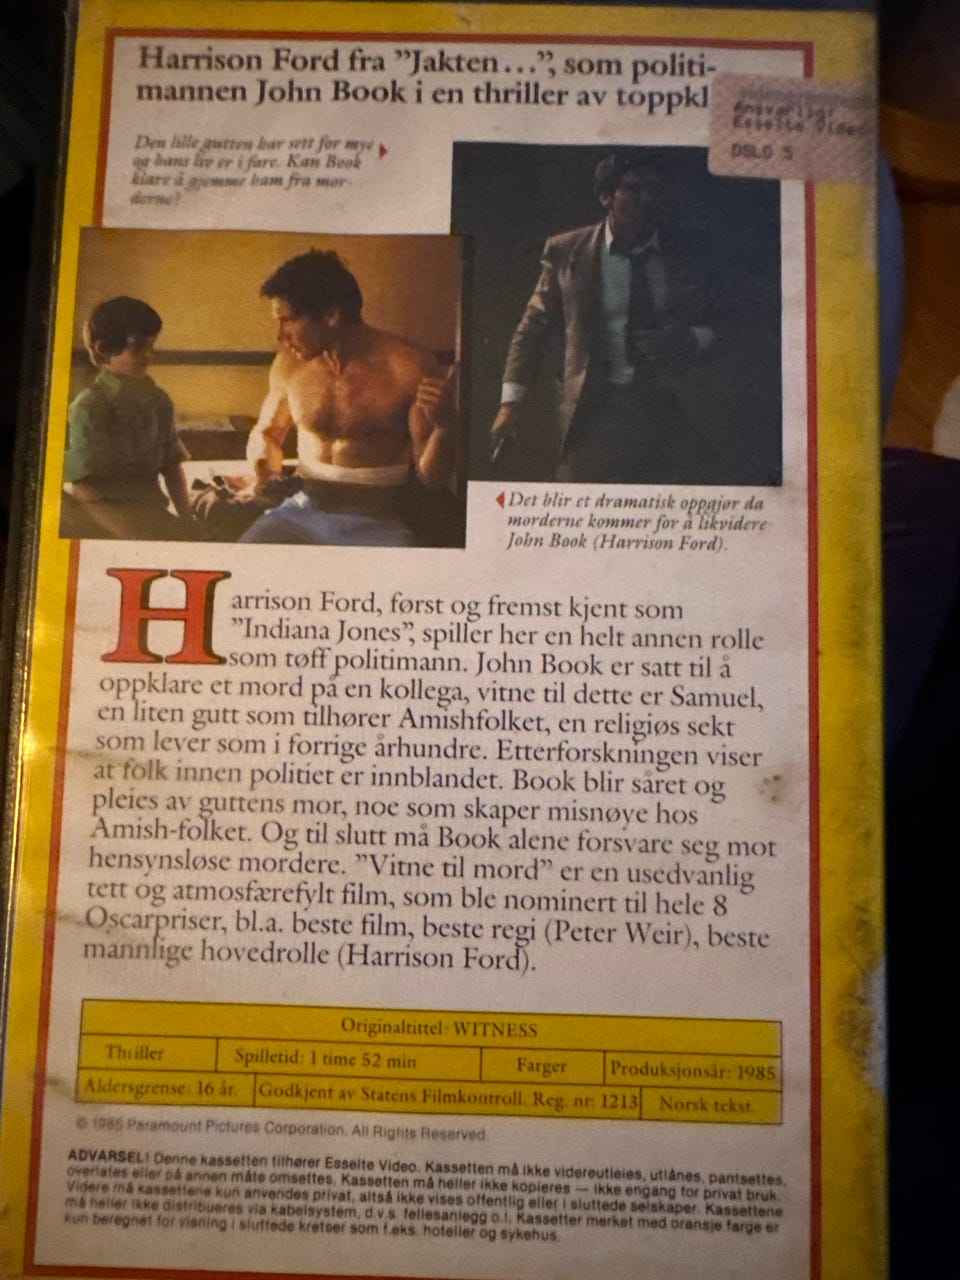 Harrison Ford fra ”Jakten...”, som politi-
mannen John Book i en thriller av toppkl
Ansvarlig:
Esselte Video
OSLO 5
Den lille gutten har sett for mye
og hans liv er i fare. Kan Book
klare å gjemme ham fra mor-
derne?
Det blir et dramatisk oppgjør da
morderne kommer for å likvidere
John Book (Harrison Ford).
Harrison Ford, først og fremst kjent som
”Indiana Jones”, spiller her en helt annen rolle
som tøff politimann. John Book er satt til å
oppklare et mord på en kollega, vitne til dette er Samuel,
en liten gutt som tilhører Amishfolket, en religiøs sekt
som lever som i forrige århundre. Etterforskningen viser
at folk innen politiet er innblandet. Book blir såret og
pleies av guttens mor, noe som skaper misnøye hos
Amish-folket. Og til slutt må Book alene forsvare seg mot
hensynsløse mordere. ”Vitne til mord” er en usedvanlig
tett og atmosfærefylt film, som ble nominert til hele 8
Oscarpriser, bl.a. beste film, beste regi (Peter Weir), beste
mannlige hovedrolle (Harrison Ford).
Originaltittel: WITNESS
Thriller Spilletid: 1 time 52 min Farger Produksjonsår: 1985
Aldersgrense: 16 år. Godkjent av Statens Filmkontroll. Reg. nr: 1213 Norsk tekst.
© 1985 Paramount Pictures Corporation. All Rights Reserved.
ADVARSEL! Denne kassetten tilhører Esselte Video. Kassetten må ikke videreutleies, utlånes, pantsettes,
overlates eller på annen måte omsettes. Kassetten må heller ikke kopieres — ikke engang for privat bruk.
Videre må kassettene kun anvendes privat, altså ikke vises offentlig eller i sluttede selskaper. Kassettene
må heller ikke distribueres via kabelsystem, d.v.s. fellesanlegg o.l. Kassetter merket med oransje farge er
kun beregnet for visning i sluttede kretser som f.eks. hoteller og sykehus.